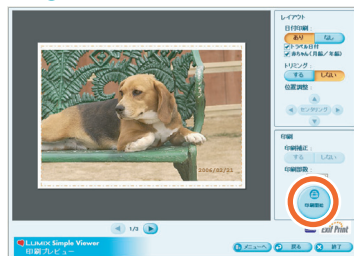 レイアウト
日付印刷:
あり なし
トラベル日付
赤ちゃん(月齢/年齢)
トリミング:
する しない
位置調整:
センタリング
印刷
印刷補正:
する しない
印刷部数:
印刷開始
exif Print
2006/02/21
1/3
LUMIX Simple Viewer
印刷プレビュー
メニューへ 戻る 終了